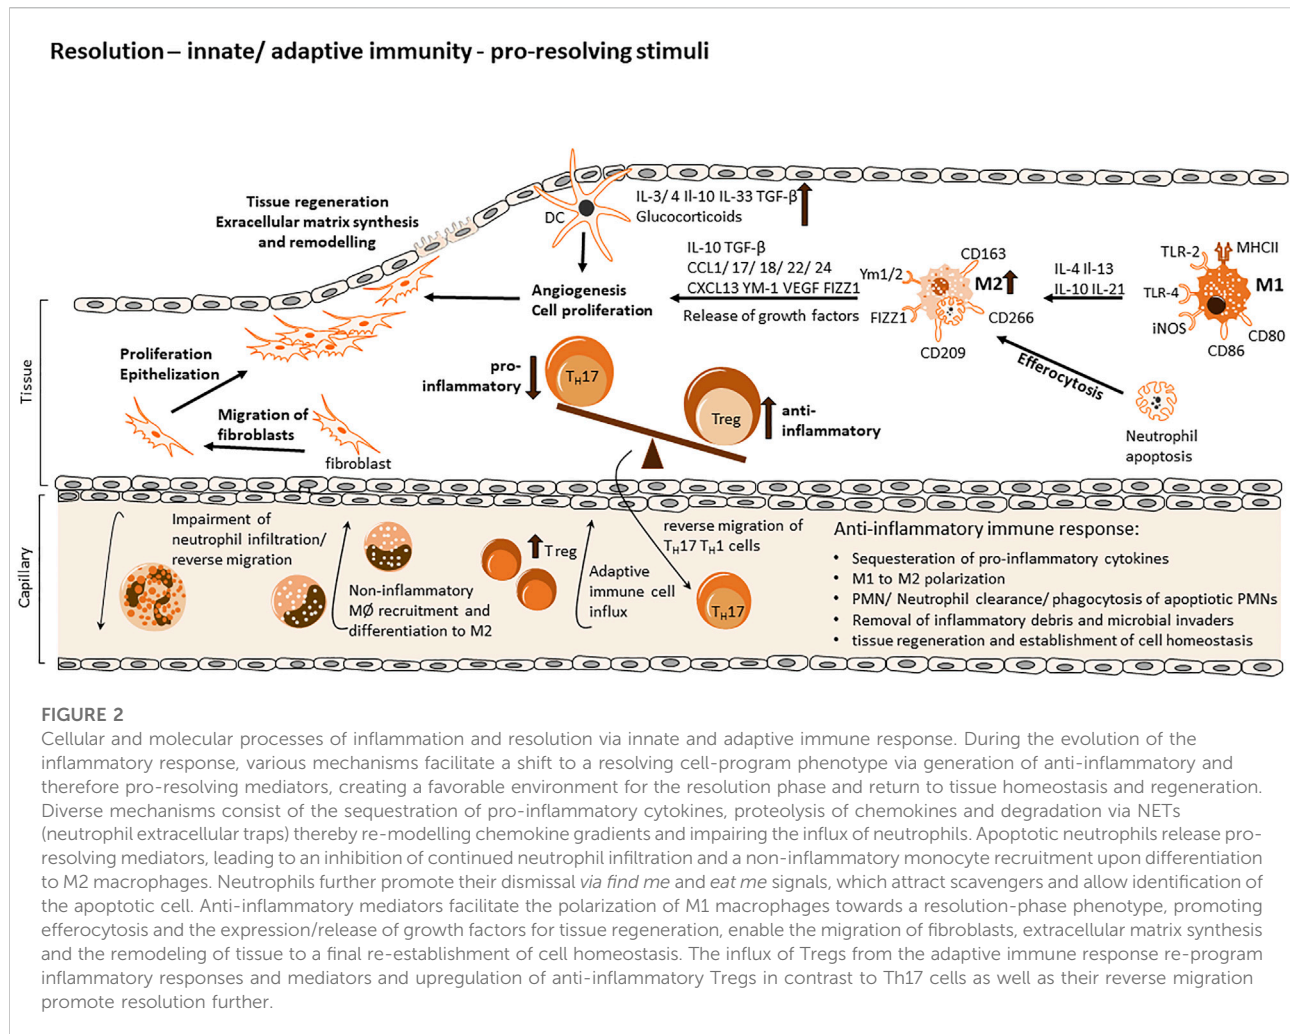 Resolution – innate/ adaptive immunity - pro-resolving stimuli
Tissue regeneration
Extracellular matrix synthesis
and remodelling
DC
IL-3/ 4 Il-10 IL-33 TGF-β
Glucocorticoids
IL-10 TGF-β
CCL1/ 17/ 18/ 22/ 24
CXCL13 YM-1 VEGF FIZZ1
Release of growth factors
Angiogenesis
Cell proliferation
Ym1/2
CD163
M2
FIZZ1
CD266
CD209
IL-4 Il-13
IL-10 IL-21
TLR-2
MHCII
TLR-4
M1
iNOS
CD80
CD86
Efferocytosis
Neutrophil
apoptosis
Tissue
Proliferation
Epithelization
Migration of
fibroblasts
fibroblast
pro-
inflammatory
TH17
Treg
anti-
inflammatory
Capillary
Impairment of
neutrophil infiltration/
reverse migration
Non-inflammatory
MØ recruitment and
differentiation to M2
Treg
Adaptive
immune cell
influx
reverse migration of
TH17 TH1 cells
TH17
Anti-inflammatory immune response:
• Sequesteration of pro-inflammatory cytokines
• M1 to M2 polarization
• PMN/ Neutrophil clearance/ phagocytosis of apoptiotic PMNs
• Removal of inflammatory debris and microbial invaders
• tissue regeneration and establishment of cell homeostasis
FIGURE 2
Cellular and molecular processes of inflammation and resolution via innate and adaptive immune response. During the evolution of the
inflammatory response, various mechanisms facilitate a shift to a resolving cell-program phenotype via generation of anti-inflammatory and
therefore pro-resolving mediators, creating a favorable environment for the resolution phase and return to tissue homeostasis and regeneration.
Diverse mechanisms consist of the sequestration of pro-inflammatory cytokines, proteolysis of chemokines and degradation via NETs
(neutrophil extracellular traps) thereby re-modelling chemokine gradients and impairing the influx of neutrophils. Apoptotic neutrophils release pro-
resolving mediators, leading to an inhibition of continued neutrophil infiltration and a non-inflammatory monocyte recruitment upon differentiation
to M2 macrophages. Neutrophils further promote their dismissal via find me and eat me signals, which attract scavengers and allow identification of
the apoptotic cell. Anti-inflammatory mediators facilitate the polarization of M1 macrophages towards a resolution-phase phenotype, promoting
efferocytosis and the expression/release of growth factors for tissue regeneration, enable the migration of fibroblasts, extracellular matrix synthesis
and the remodeling of tissue to a final re-establishment of cell homeostasis. The influx of Tregs from the adaptive immune response re-program
inflammatory responses and mediators and upregulation of anti-inflammatory Tregs in contrast to Th17 cells as well as their reverse migration
promote resolution further.